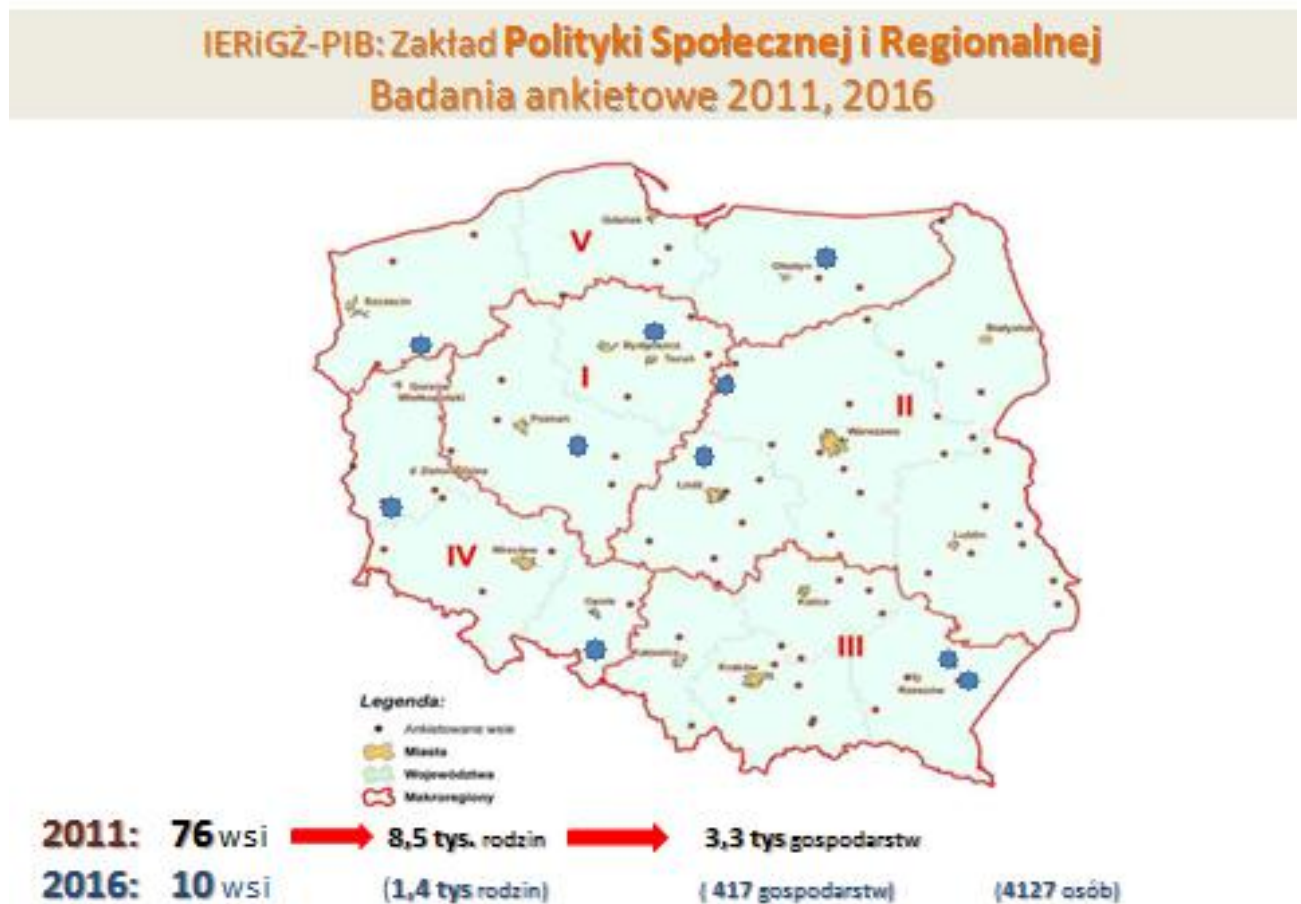 IERiGŻ-PIB: Zakład Polityki Społecznej i Regionalnej
Badania ankietowe 2011, 2016
Gdańsk
V
Olsztyn
Szczecin
Białystok
Bydgoszcz
Toruń
I
Gorzów
Wielkopolski
II
Poznań
Warszawa
Zielona Góra
Łódź
Lublin
IV
Wrocław
Opole
Kielce
III
Katowice
Kraków
Rzeszów
Legenda:
Ankietowane wsie
Miasta
Województwa
Makroregiony
2011: 76 wsi 8,5 tys. rodzin 3,3 tys gospodarstw
2016: 10 wsi (1,4 tys rodzin) ( 417 gospodarstw) (4127 osób)